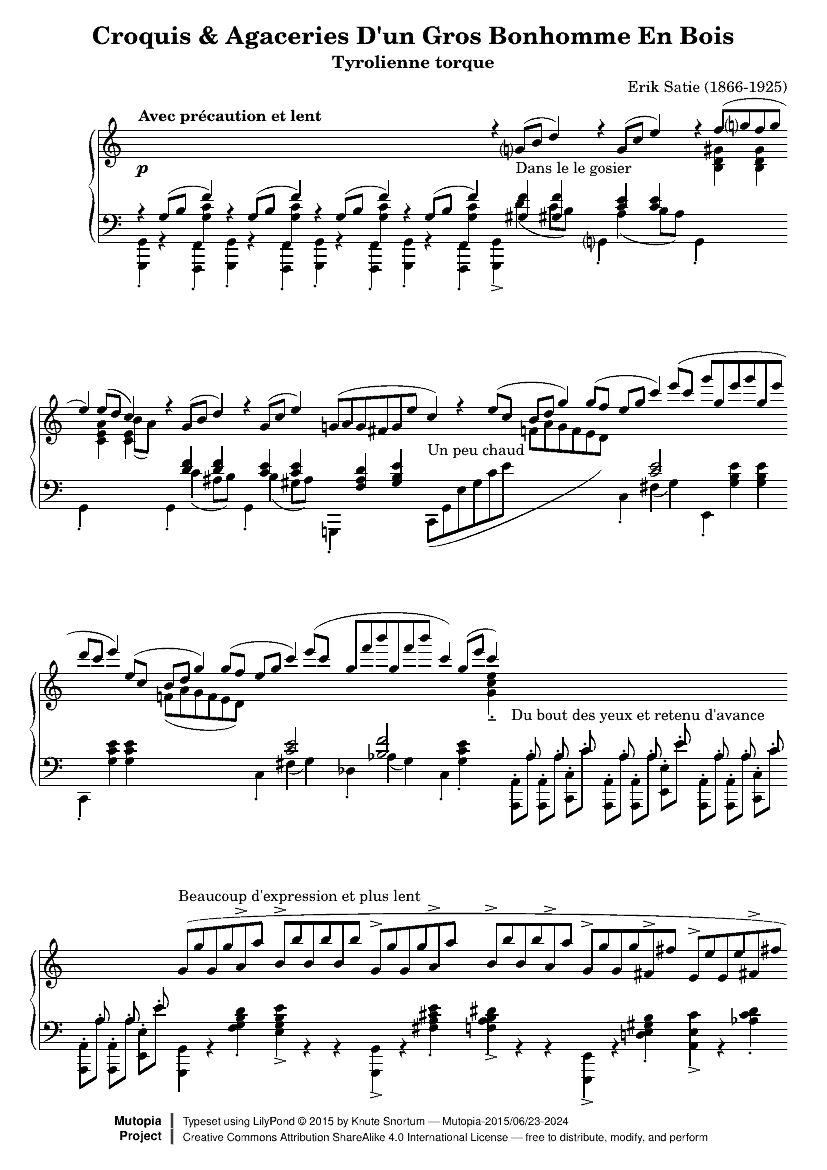 Croquis & Agaceries D'un Gros Bonhomme En Bois
Tyrolienne torque
Erik Satie (1866-1925)
Avec précaution et lent
p
Dans le le gosier
Un peu chaud
Du bout des yeux et retenu d'avance
Beaucoup d'expression et plus lent
Mutopia Project
Typeset using LilyPond © 2015 by Knute Snortum — Mutopia-2015/06/23-2024
Creative Commons Attribution ShareAlike 4.0 International License — free to distribute, modify, and perform